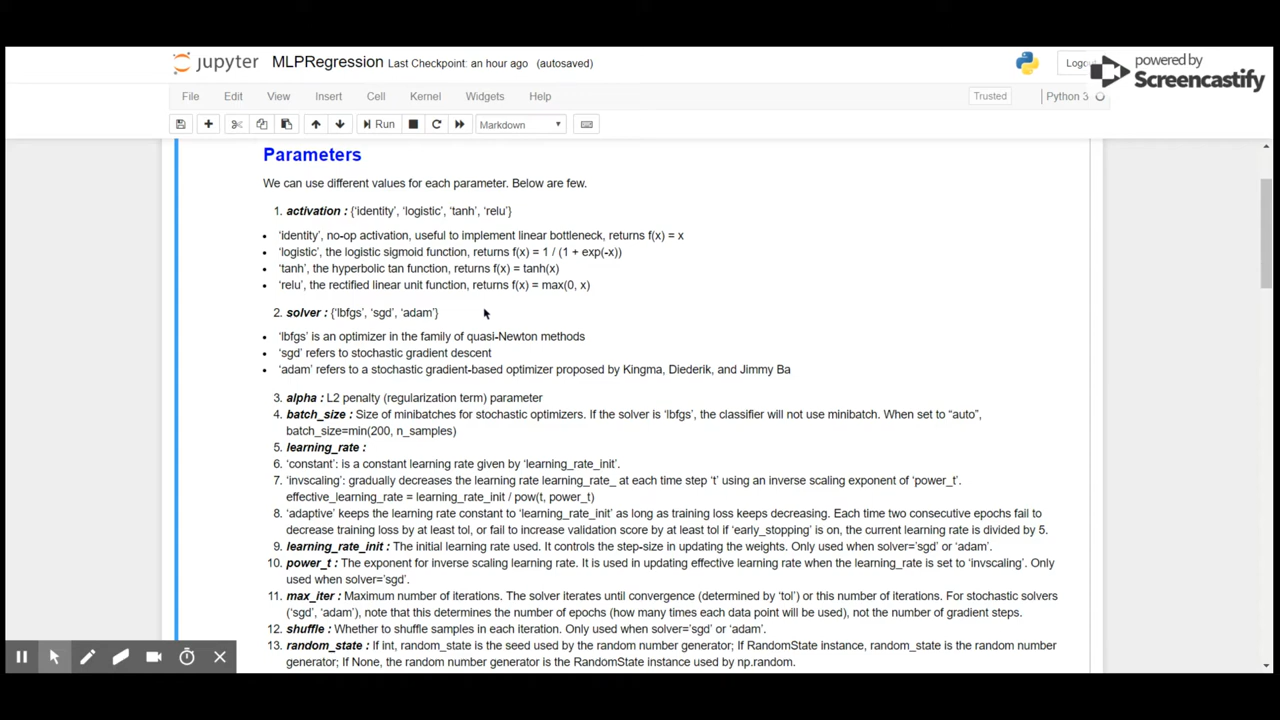 jupyter MLPRegression Last Checkpoint: an hour ago (autosaved)
powered by
Screencastify
File Edit View Insert Cell Kernel Widgets Help Trusted Python 3
Run Markdown
Parameters
We can use different values for each parameter. Below are few.
1. activation : {‘identity’, ‘logistic’, ‘tanh’, ‘relu’}
• ‘identity’, no-op activation, useful to implement linear bottleneck, returns f(x) = x
• ‘logistic’, the logistic sigmoid function, returns f(x) = 1 / (1 + exp(-x))
• ‘tanh’, the hyperbolic tan function, returns f(x) = tanh(x)
• ‘relu’, the rectified linear unit function, returns f(x) = max(0, x)
2. solver : {‘lbfgs’, ‘sgd’, ‘adam’}
• ‘lbfgs’ is an optimizer in the family of quasi-Newton methods
• ‘sgd’ refers to stochastic gradient descent
• ‘adam’ refers to a stochastic gradient-based optimizer proposed by Kingma, Diederik, and Jimmy Ba
3. alpha : L2 penalty (regularization term) parameter
4. batch_size : Size of minibatches for stochastic optimizers. If the solver is ‘lbfgs’, the classifier will not use minibatch. When set to “auto”,
batch_size=min(200, n_samples)
5. learning_rate :
6. ‘constant’: is a constant learning rate given by ‘learning_rate_init’.
7. ‘invscaling’: gradually decreases the learning rate learning_rate_ at each time step ‘t’ using an inverse scaling exponent of ‘power_t’.
effective_learning_rate = learning_rate_init / pow(t, power_t)
8. ‘adaptive’ keeps the learning rate constant to ‘learning_rate_init’ as long as training loss keeps decreasing. Each time two consecutive epochs fail to
decrease training loss by at least tol, or fail to increase validation score by at least tol if ‘early_stopping’ is on, the current learning rate is divided by 5.
9. learning_rate_init : The initial learning rate used. It controls the step-size in updating the weights. Only used when solver=’sgd’ or ‘adam’.
10. power_t : The exponent for inverse scaling learning rate. It is used in updating effective learning rate when the learning_rate is set to ‘invscaling’. Only
used when solver=’sgd’.
11. max_iter : Maximum number of iterations. The solver iterates until convergence (determined by ‘tol’) or this number of iterations. For stochastic solvers
(‘sgd’, ‘adam’), note that this determines the number of epochs (how many times each data point will be used), not the number of gradient steps.
12. shuffle : Whether to shuffle samples in each iteration. Only used when solver=’sgd’ or ‘adam’.
13. random_state : If int, random_state is the seed used by the random number generator; If RandomState instance, random_state is the random number
generator; If None, the random number generator is the RandomState instance used by np.random.